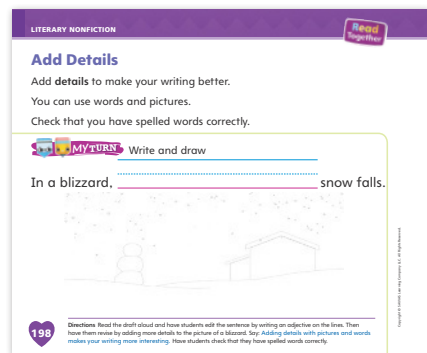 LITERARY NONFICTION
Read
Together
Add Details
Add details to make your writing better.
You can use words and pictures.
Check that you have spelled words correctly.
MY TURN Write and draw
In a blizzard, snow falls.
198
Directions Read the draft aloud and have students edit the sentence by writing an adjective on the lines. Then
have them revise by adding more details to the picture of a blizzard. Say: Adding details with pictures and words
makes your writing more interesting. Have students check that they have spelled words correctly.